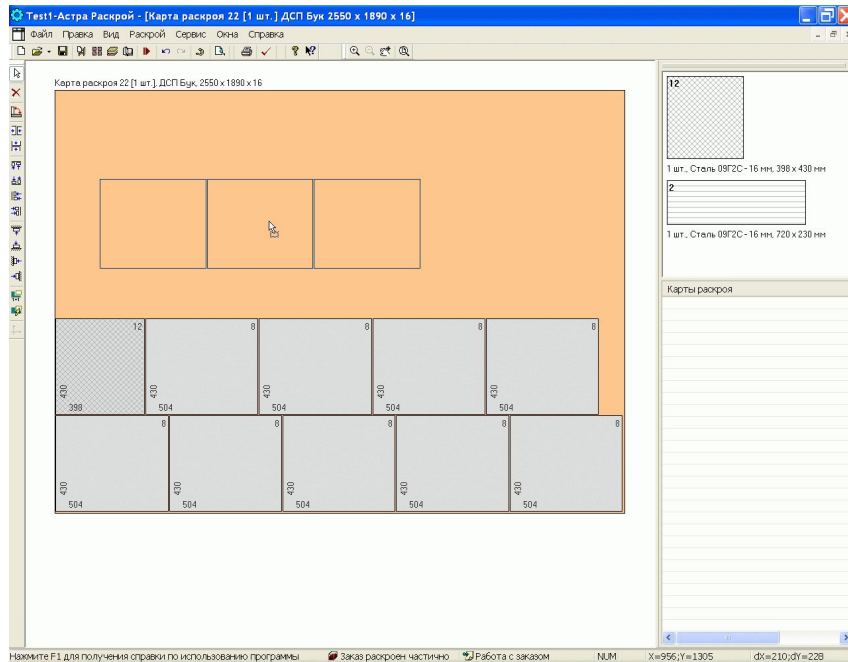 Test1-Астра Раскрой - [Карта раскроя 22 [1 шт.] ДСП Бук 2550 x 1890 x 16]
Файл Правка Вид Раскрой Сервис Окна Справка
Карта раскроя 22 [1 шт.], ДСП Бук, 2550 x 1890 x 16
12
1 шт., Сталь 09Г2С - 16 мм, 398 x 430 мм
2
1 шт., Сталь 09Г2С - 16 мм, 720 x 230 мм
Карты раскроя
12 8 8 8 8
430 430 430 430 430
398 504 504 504 504
8 8 8 8 8
430 430 430 430 430
504 504 504 504 504
Нажмите F1 для получения справки по использованию программы Заказ раскроен частично Работа с заказом NUM X=956;Y=1305 dX=210;dY=228